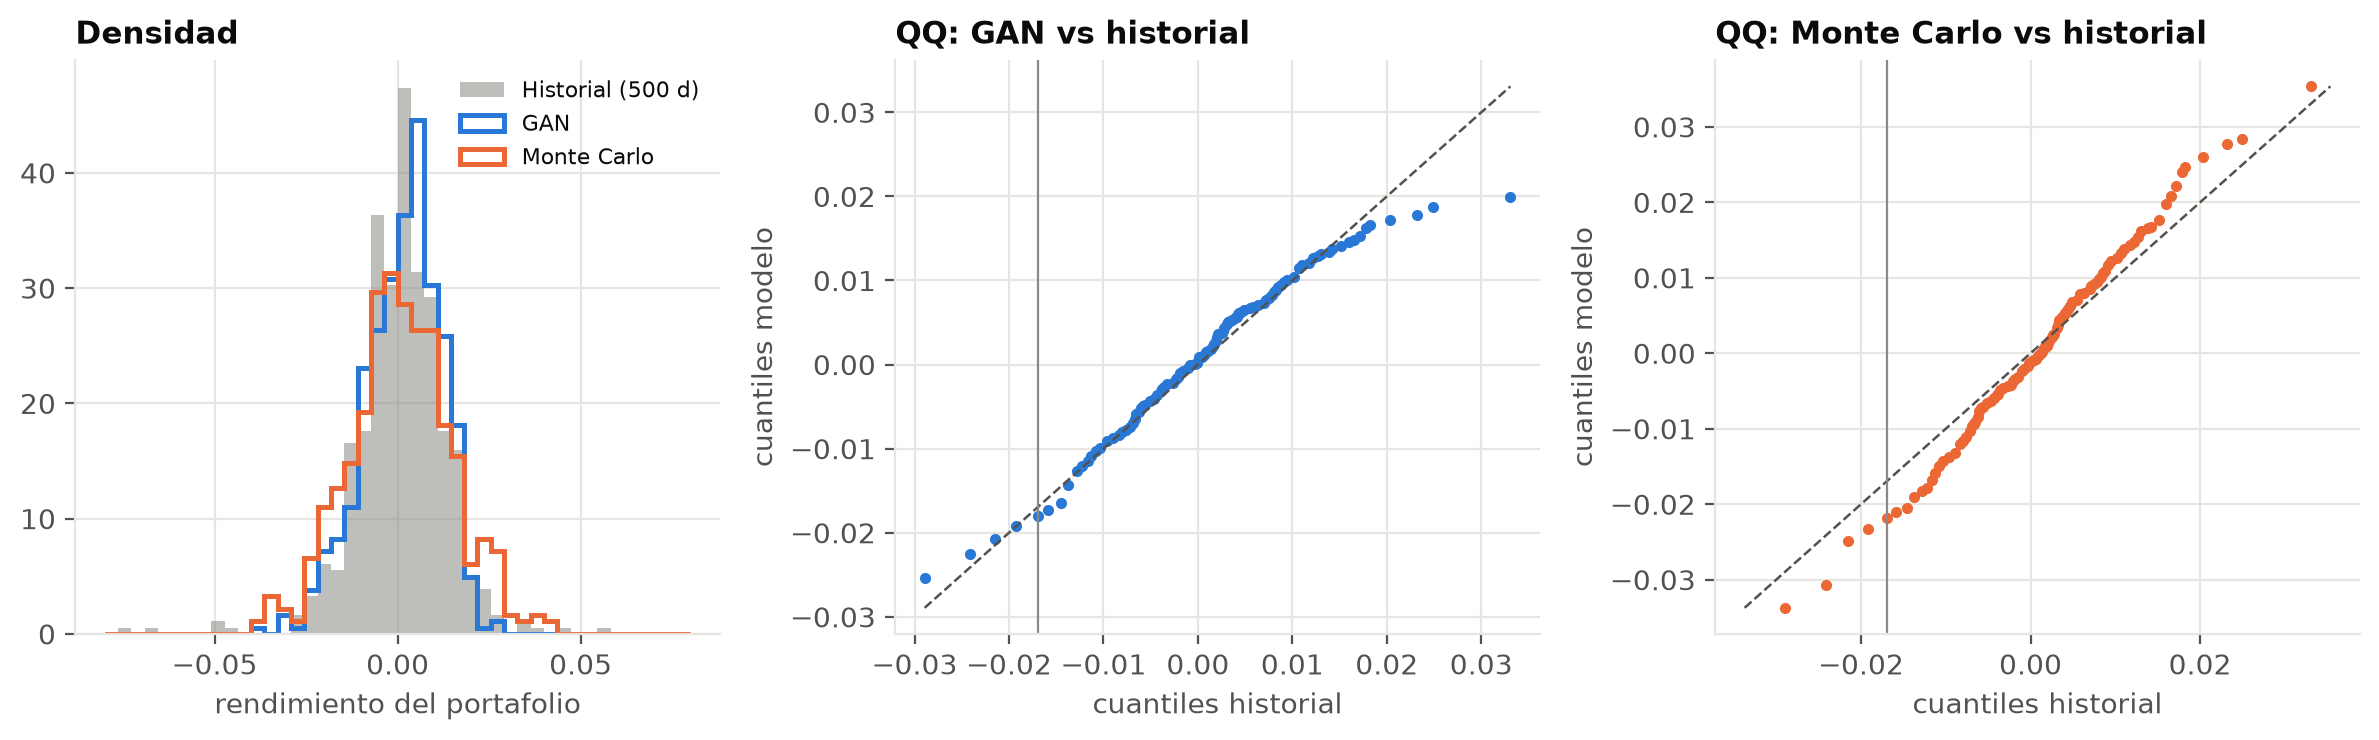 Densidad
Historial (500 d)
GAN
Monte Carlo
40
30
20
10
0
−0.05
0.00
0.05
rendimiento del portafolio
QQ: GAN vs historial
cuantiles modelo
0.03
0.02
0.01
0.00
−0.01
−0.02
−0.03
−0.03
−0.02
−0.01
0.00
0.01
0.02
0.03
cuantiles historial
QQ: Monte Carlo vs historial
cuantiles modelo
0.03
0.02
0.01
0.00
−0.01
−0.02
−0.03
−0.02
0.00
0.02
cuantiles historial